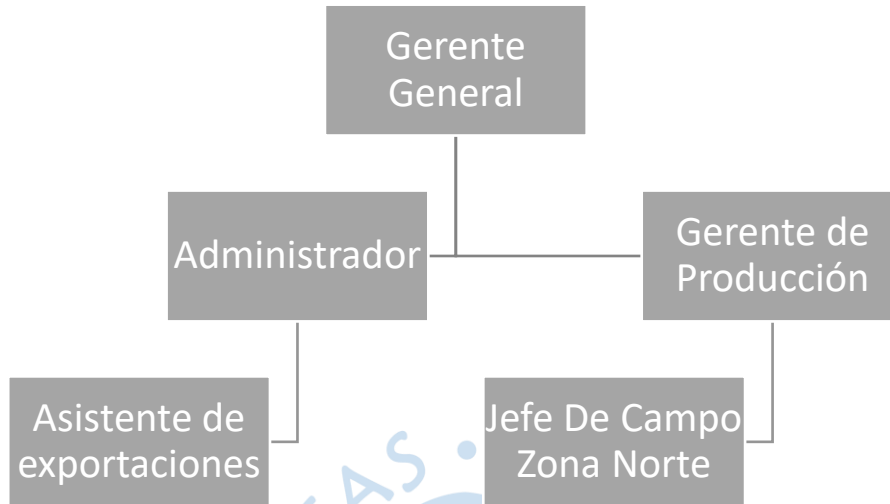 Gerente
General
Administrador
Gerente de
Producción
Asistente de
exportaciones
Jefe De Campo
Zona Norte